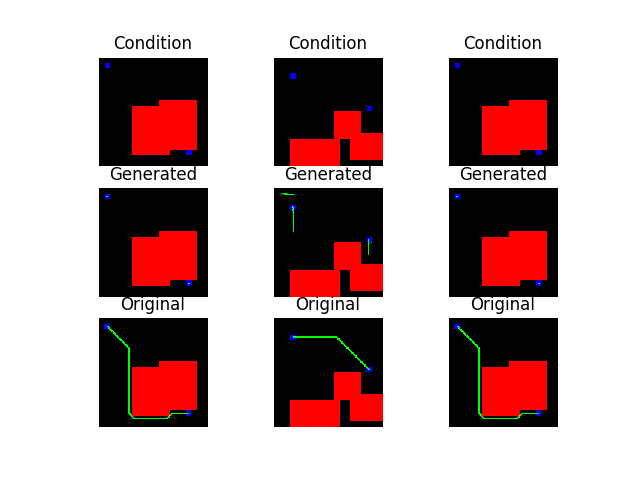 Condition
Condition
Condition
Generated
Generated
Generated
Original
Original
Original